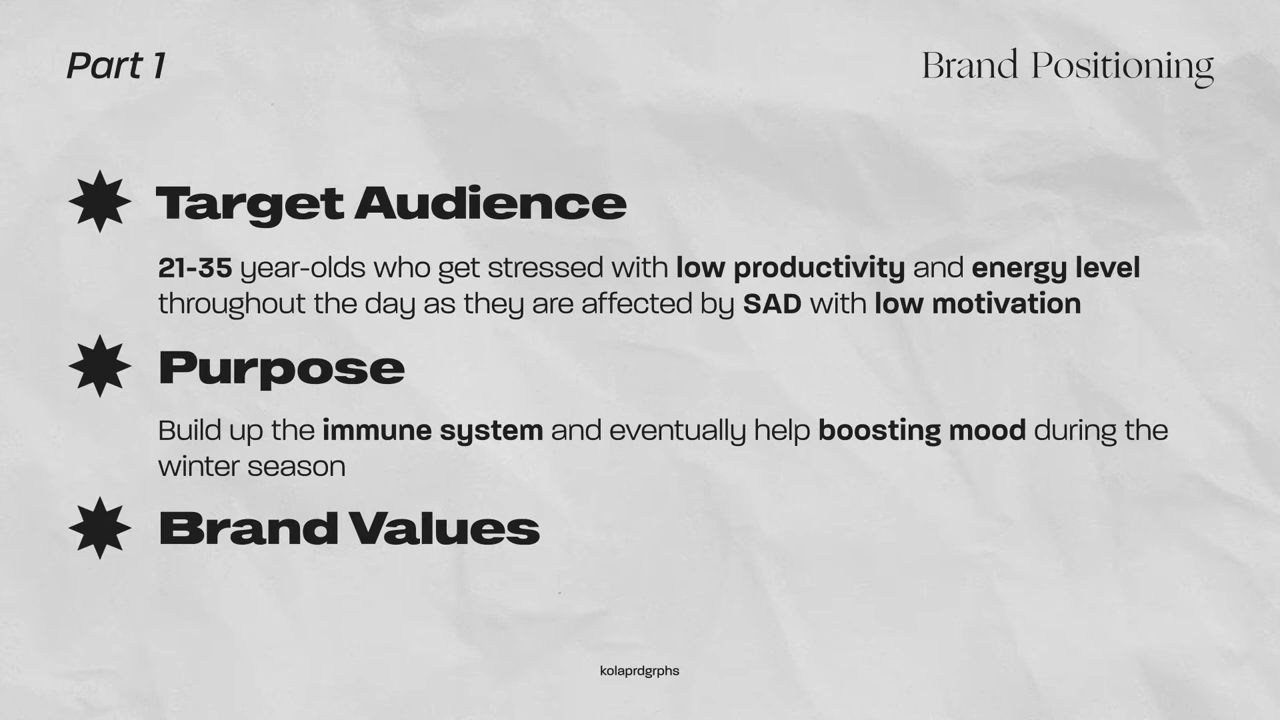 Part 1
Brand Positioning
Target Audience
21-35 year-olds who get stressed with low productivity and energy level
throughout the day as they are affected by SAD with low motivation
Purpose
Build up the immune system and eventually help boosting mood during the
winter season
Brand Values
kolaprdgrphs